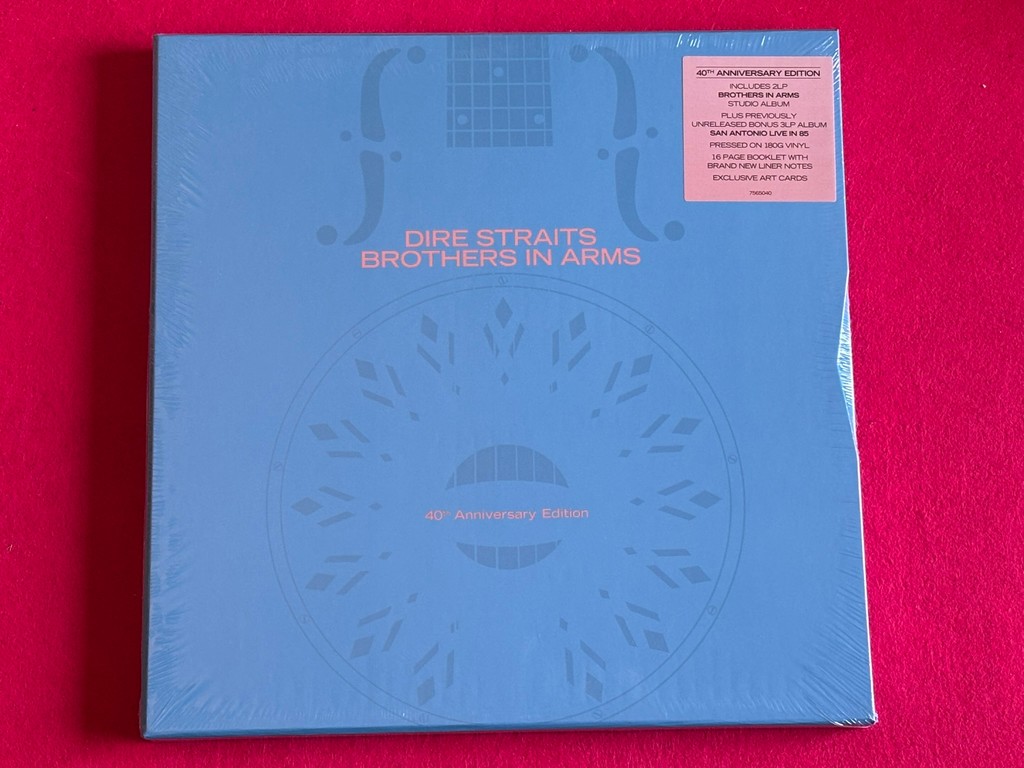 40TH ANNIVERSARY EDITION
INCLUDES 2LP
BROTHERS IN ARMS
STUDIO ALBUM
PLUS PREVIOUSLY
UNRELEASED BONUS 3LP ALBUM
SAN ANTONIO LIVE IN 85
PRESSED ON 180G VINYL
16 PAGE BOOKLET WITH
BRAND NEW LINER NOTES
EXCLUSIVE ART CARDS
7565040
DIRE STRAITS
BROTHERS IN ARMS
40th Anniversary Edition